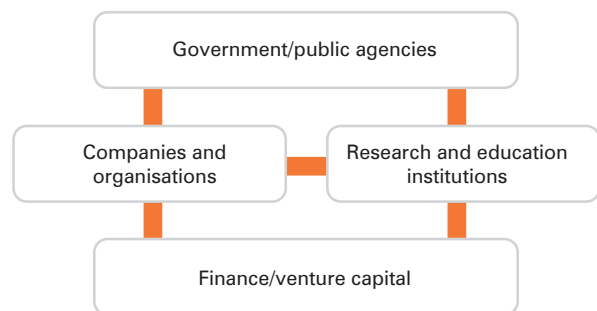 Government/public agencies
Companies and
organisations
Research and education
institutions
Finance/venture capital